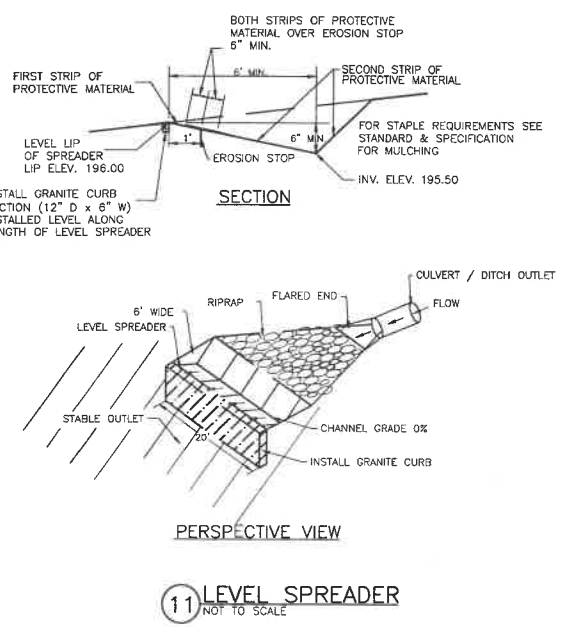 BOTH STRIPS OF PROTECTIVE
MATERIAL OVER EROSION STOP
6" MIN.
6' MIN.
FIRST STRIP OF
PROTECTIVE MATERIAL
SECOND STRIP OF
PROTECTIVE MATERIAL
LEVEL LIP
OF SPREADER
LIP ELEV. 196.00
1'
EROSION STOP
6" MIN
FOR STAPLE REQUIREMENTS SEE
STANDARD & SPECIFICATION
FOR MULCHING
INV. ELEV. 195.50
STALL GRANITE CURB
CTION (12" D x 6" W)
STALLED LEVEL ALONG
NGTH OF LEVEL SPREADER
SECTION
CULVERT / DITCH OUTLET
FLOW
FLARED END
RIPRAP
6' WIDE
LEVEL SPREADER
STABLE OUTLET
20'
CHANNEL GRADE 0%
INSTALL GRANITE CURB
PERSPECTIVE VIEW
11 LEVEL SPREADER
NOT TO SCALE